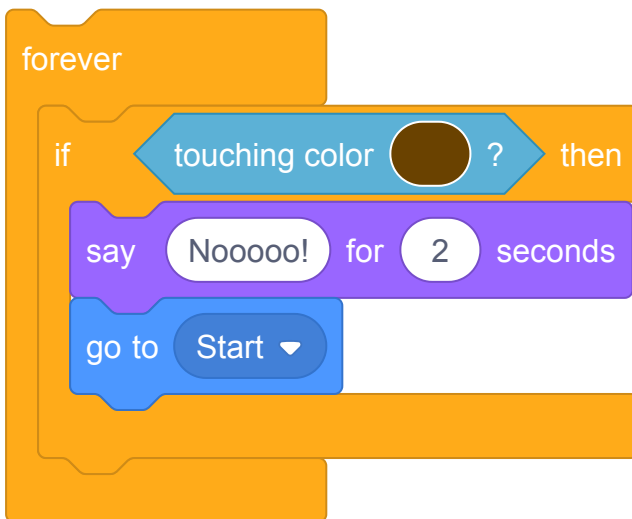 forever
if touching color ? then
say Nooooo! for 2 seconds
go to Start